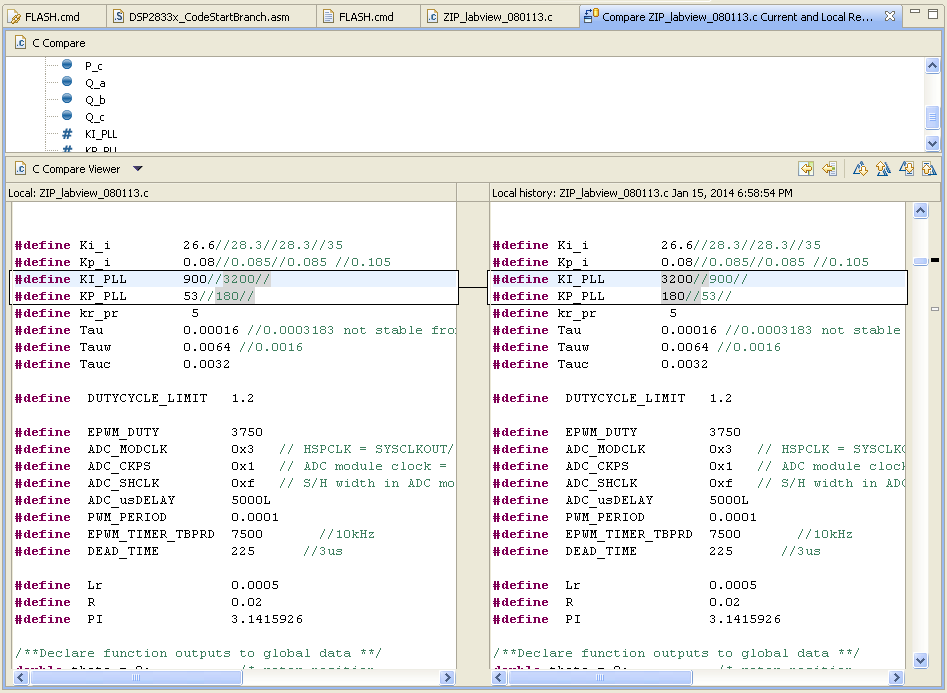 FLASH.cmd DSP2833x_CodeStartBranch.asm FLASH.cmd ZIP_labview_080113.c Compare ZIP_labview_080113.c Current and Local Re...
C Compare
P_c
Q_a
Q_b
Q_c
KI_PLL
KP_PLL
C Compare Viewer
Local: ZIP_labview_080113.c
#define Ki_i 26.6//28.3//28.3//35
#define Kp_i 0.08//0.085//0.085 //0.105
#define KI_PLL 900//3200//
#define KP_PLL 53//180//
#define kr_pr 5
#define Tau 0.00016 //0.0003183 not stable fro
#define Tauw 0.0064 //0.0016
#define Tauc 0.0032
#define DUTYCYCLE_LIMIT 1.2
#define EPWM_DUTY 3750
#define ADC_MODCLK 0x3 // HSPCLK = SYSCLKOUT/
#define ADC_CKPS 0x1 // ADC module clock =
#define ADC_SHCLK 0xf // S/H width in ADC mo
#define ADC_usDELAY 5000L
#define PWM_PERIOD 0.0001
#define EPWM_TIMER_TBPRD 7500 //10kHz
#define DEAD_TIME 225 //3us
#define Lr 0.0005
#define R 0.02
#define PI 3.1415926
/**Declare function outputs to global data **/
double theta = 0; /* rotor position
Local history: ZIP_labview_080113.c Jan 15, 2014 6:58:54 PM
#define Ki_i 26.6//28.3//28.3//35
#define Kp_i 0.08//0.085//0.085 //0.105
#define KI_PLL 3200//900//
#define KP_PLL 180//53//
#define kr_pr 5
#define Tau 0.00016 //0.0003183 not stable
#define Tauw 0.0064 //0.0016
#define Tauc 0.0032
#define DUTYCYCLE_LIMIT 1.2
#define EPWM_DUTY 3750
#define ADC_MODCLK 0x3 // HSPCLK = SYSCLKO
#define ADC_CKPS 0x1 // ADC module clock
#define ADC_SHCLK 0xf // S/H width in ADC
#define ADC_usDELAY 5000L
#define PWM_PERIOD 0.0001
#define EPWM_TIMER_TBPRD 7500 //10kHz
#define DEAD_TIME 225 //3us
#define Lr 0.0005
#define R 0.02
#define PI 3.1415926
/**Declare function outputs to global data **/
double theta = 0; /* rotor position